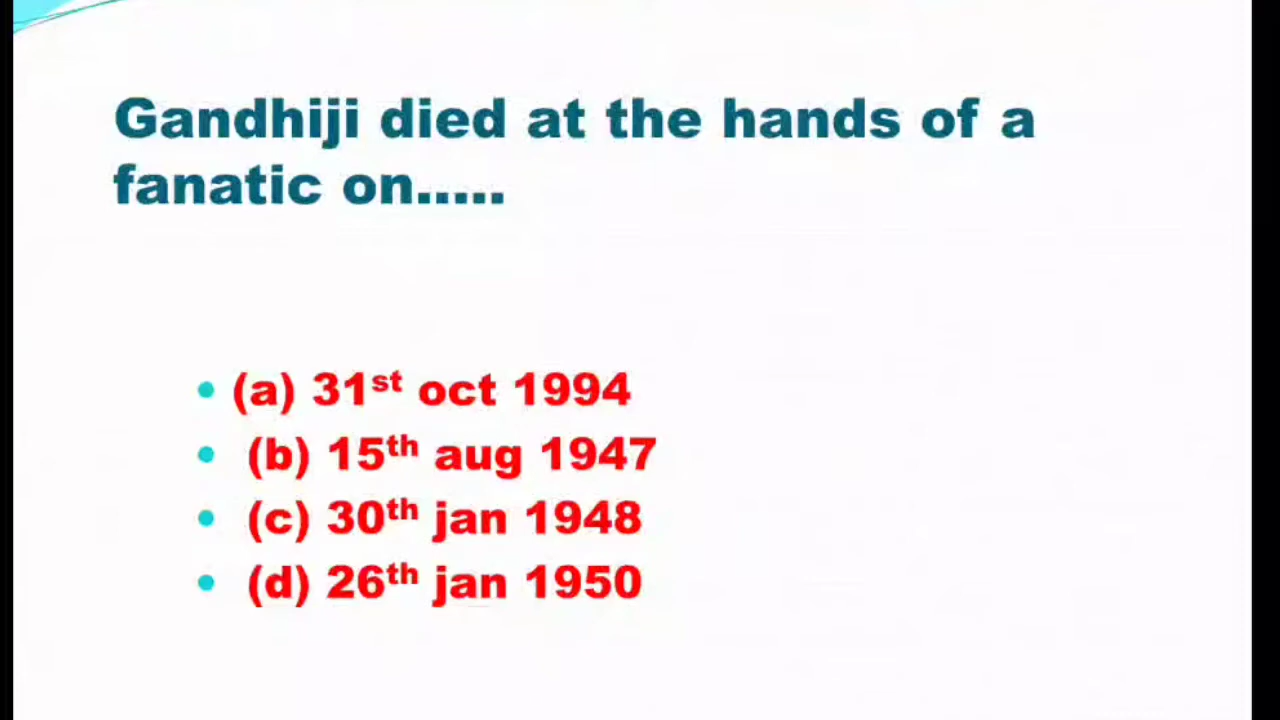 Gandhiji died at the hands of a
fanatic on.....
• (a) 31st oct 1994
• (b) 15th aug 1947
• (c) 30th jan 1948
• (d) 26th jan 1950